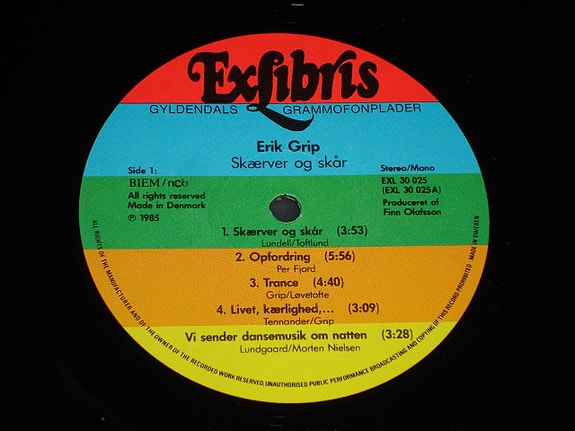 ExLibris
GYLDENDALS GRAMMOFONPLADER
Erik Grip
Skærver og skår
Side 1:
BIEM/ncb
All rights reserved
Made in Denmark
℗ 1985
Stereo/Mono
EXL 30 025
(EXL 30 025A)
Produceret af
Finn Olafsson
1. Skærver og skår (3:53)
Lundell/Toftlund
2. Opfordring (5:56)
Per Fjord
3. Trance (4:40)
Grip/Løvetofte
4. Livet, kærlighed,... (3:09)
Tennander/Grip
Vi sender dansemusik om natten (3:28)
Lundgaard/Morten Nielsen
ALL RIGHTS OF THE MANUFACTURER AND OF THE OWNER OF THE RECORDED WORK RESERVED, UNAUTHORISED PUBLIC PERFORMANCE BROADCASTING AND COPYING OF THIS RECORD PROHIBITED · MADE IN SWEDEN